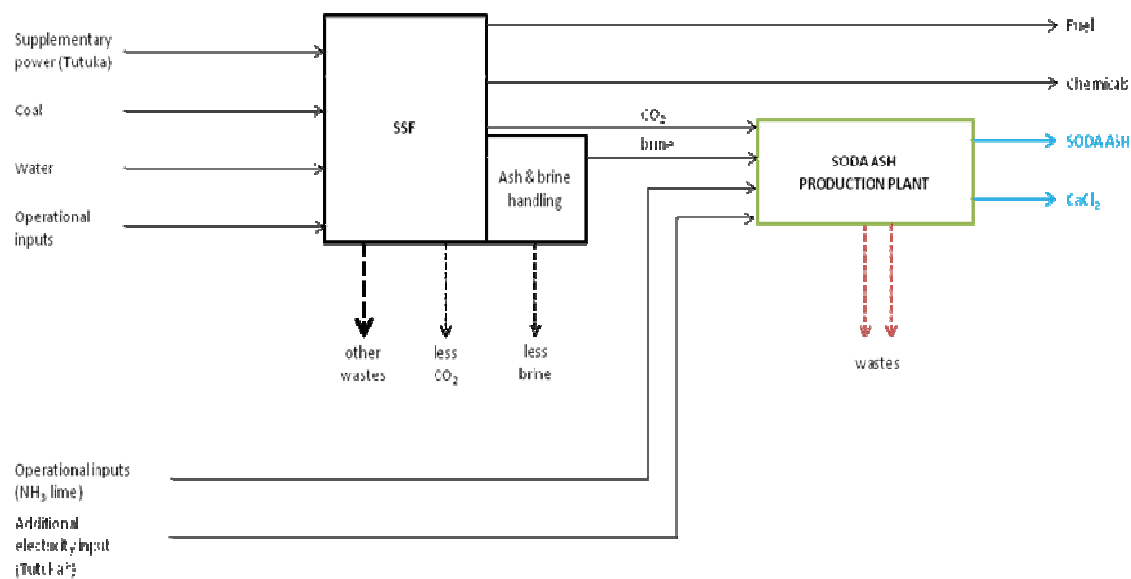 Supplementary
power (Tutuka)
Coal
Water
Operational
inputs
SSF
Ash & brine
handling
CO₂
brine
SODA ASH
PRODUCTION PLANT
Fuel
Chemicals
SODA ASH
CaCl₂
other
wastes
less
CO₂
less
brine
wastes
Operational inputs
(NH₃, lime)
Additional
electricity input